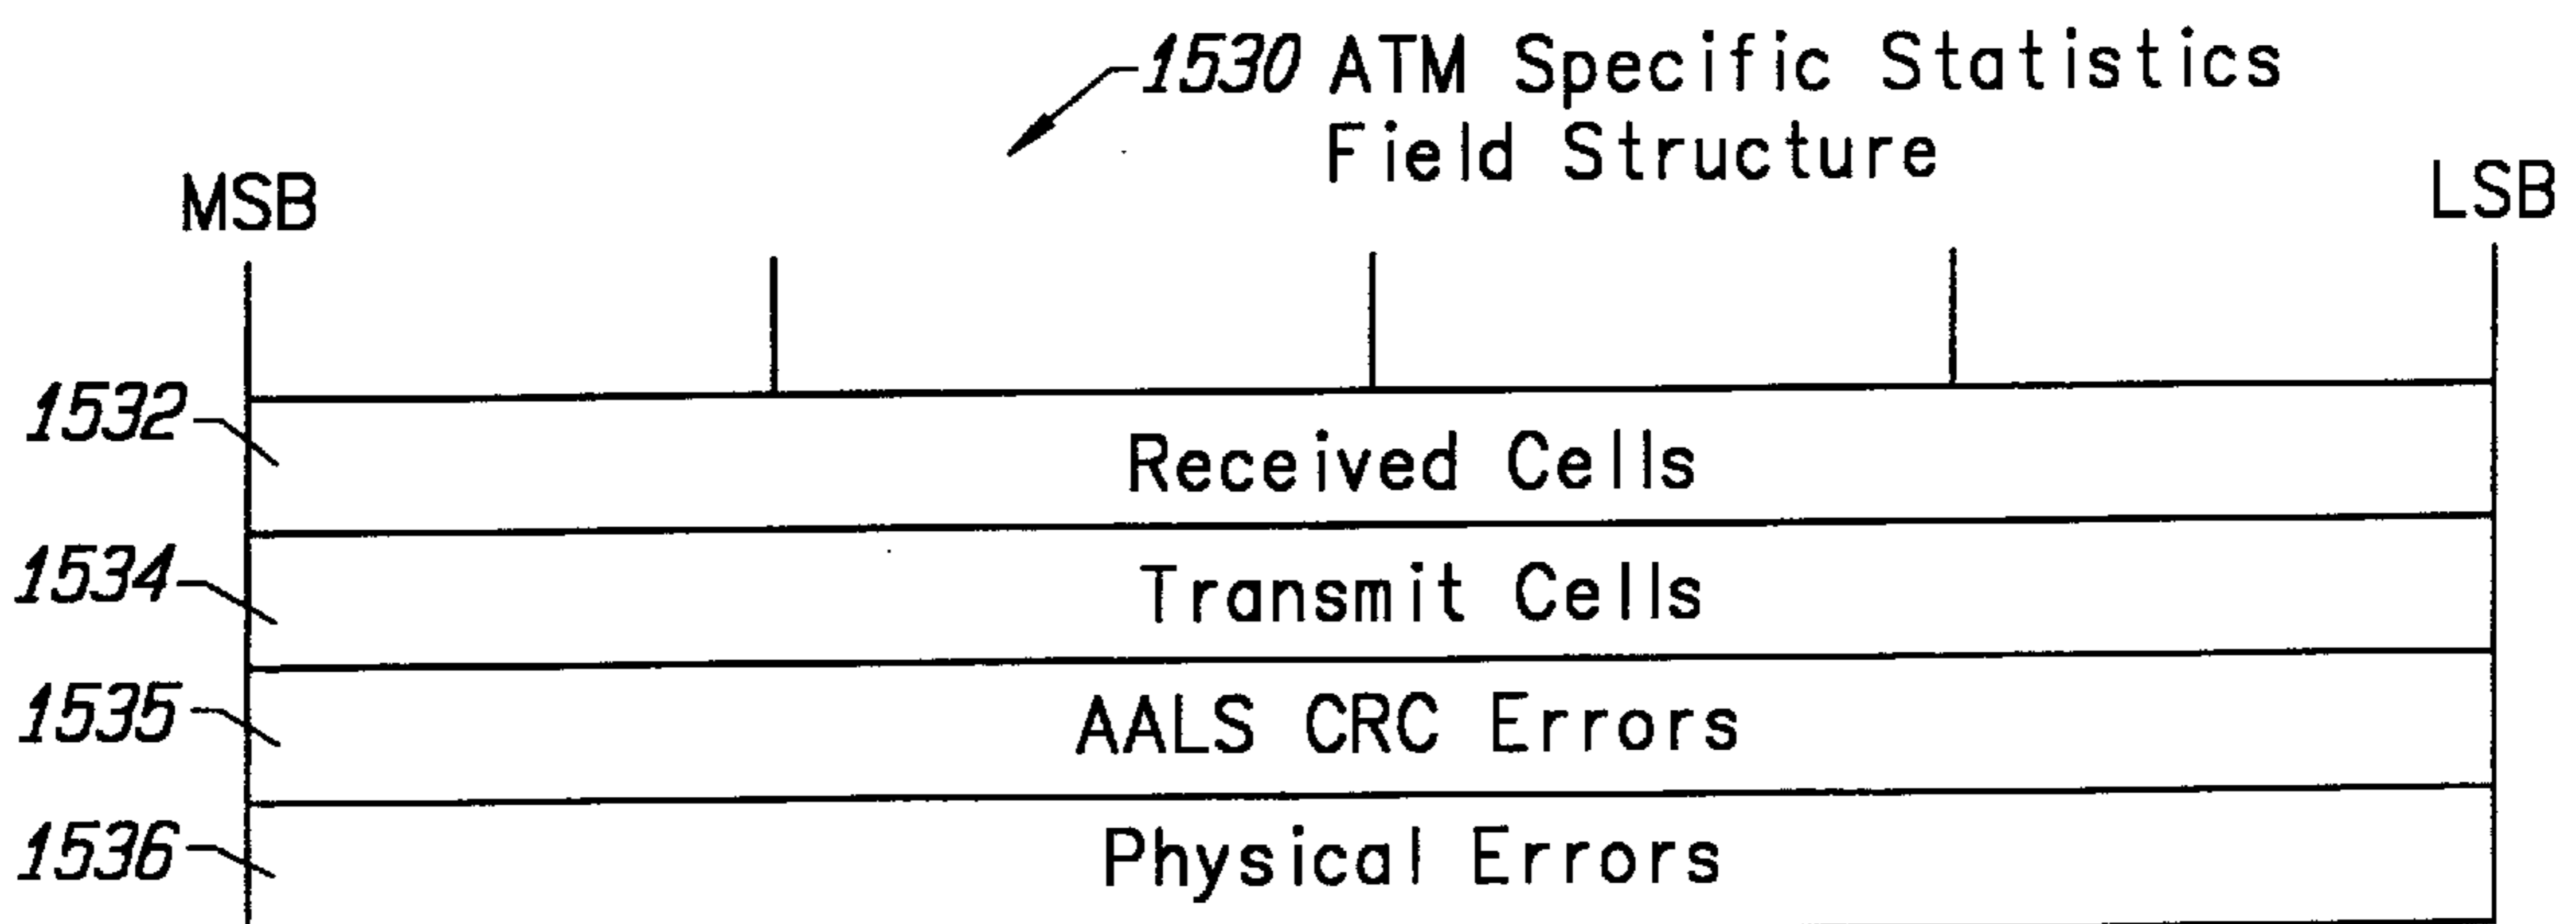 1530 ATM Specific Statistics
Field Structure
MSB
LSB
1532
Received Cells
1534
Transmit Cells
1535
AALS CRC Errors
1536
Physical Errors